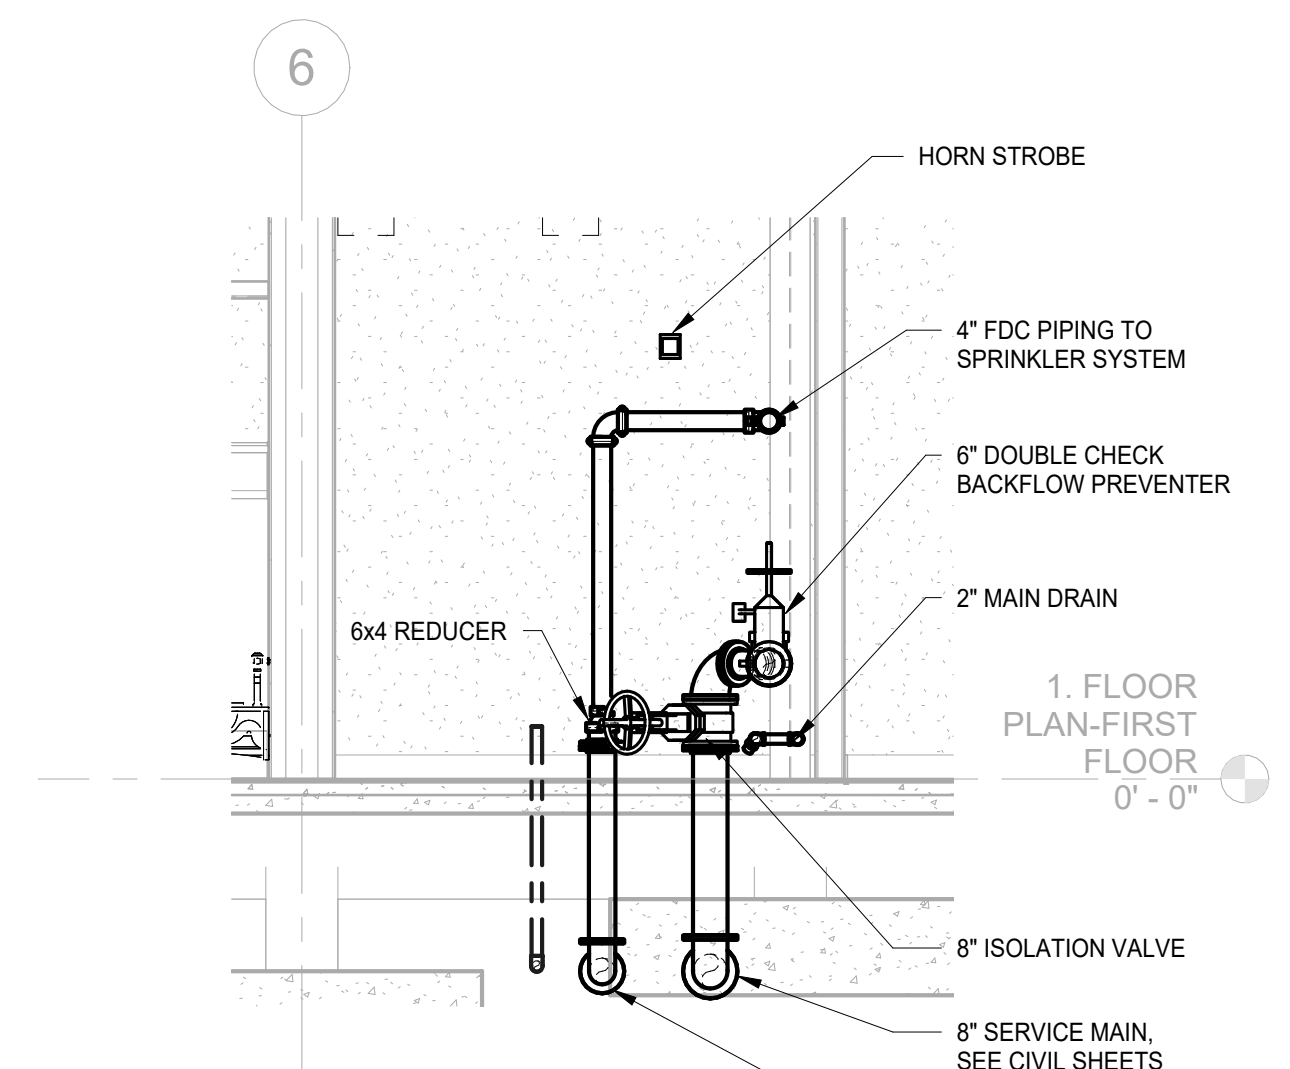 6
HORN STROBE
4" FDC PIPING TO
SPRINKLER SYSTEM
6" DOUBLE CHECK
BACKFLOW PREVENTER
2" MAIN DRAIN
6x4 REDUCER
1. FLOOR
PLAN-FIRST
FLOOR
0' - 0"
8" ISOLATION VALVE
8" SERVICE MAIN,
SEE CIVIL SHEETS